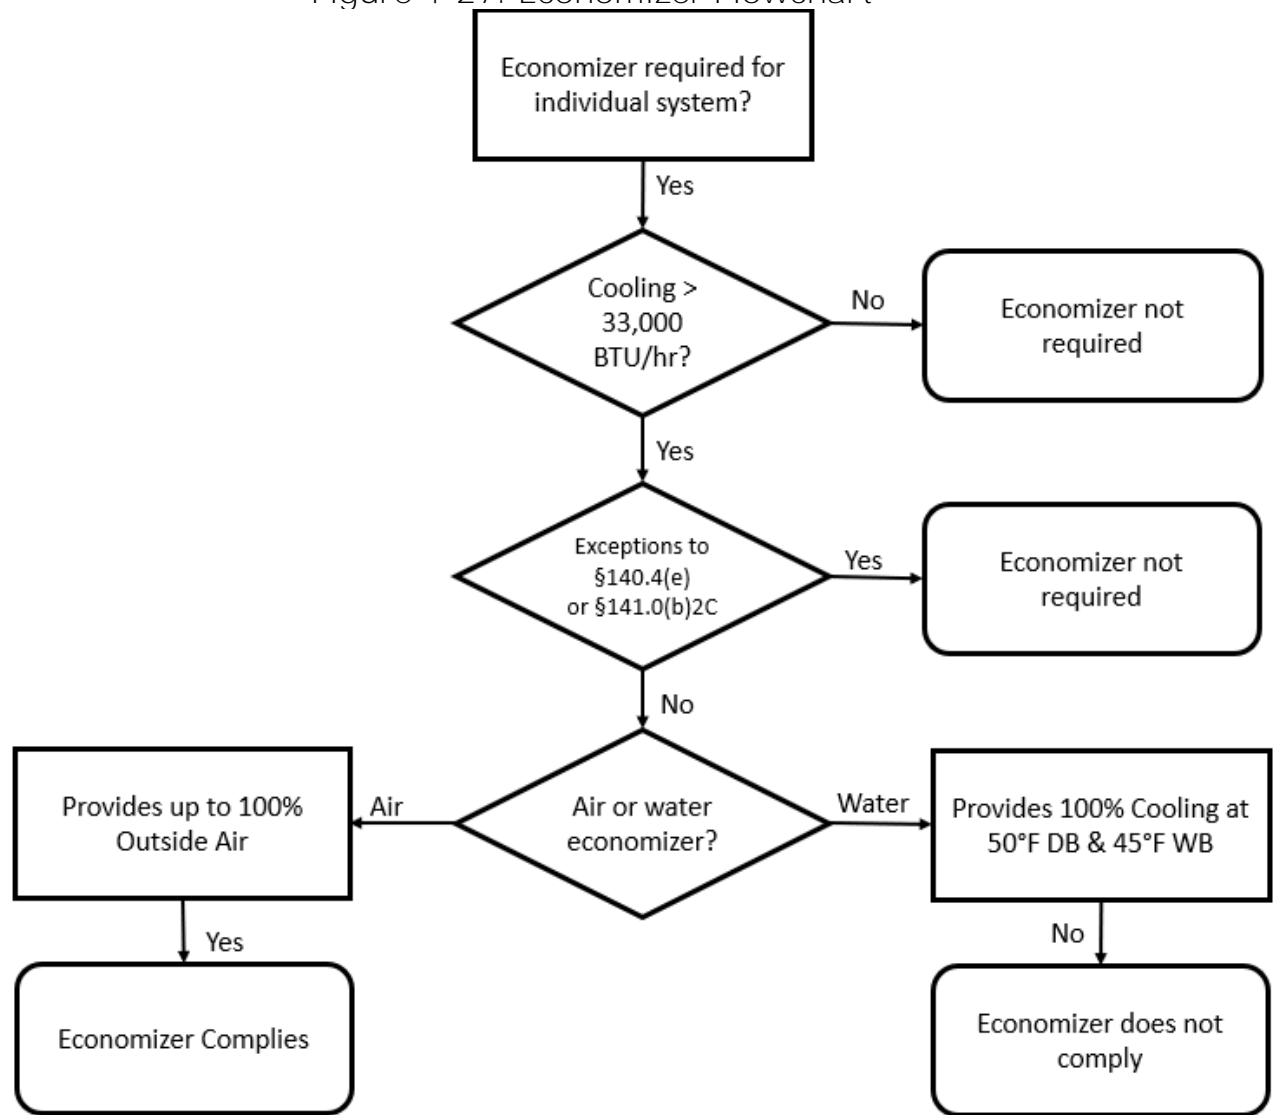 Economizer Flowchart
Economizer required for
individual system?
Yes
Cooling >
33,000
BTU/hr?
No
Economizer not
required
Yes
Exceptions to
§140.4(e)
or §141.0(b)2C
Yes
Economizer not
required
No
Air or water
economizer?
Air
Provides up to 100%
Outside Air
Water
Provides 100% Cooling at
50°F DB & 45°F WB
Yes
No
Economizer Complies
Economizer does not
comply